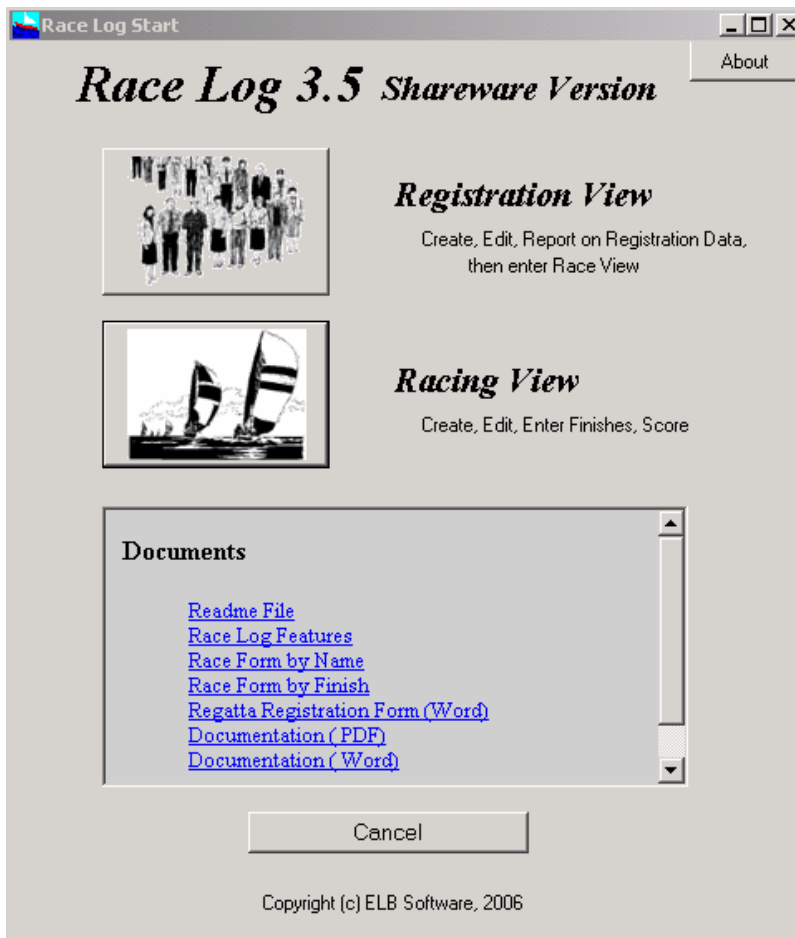 Race Log Start
About
Race Log 3.5 Shareware Version
Registration View
Create, Edit, Report on Registration Data,
then enter Race View
Racing View
Create, Edit, Enter Finishes, Score
Documents
Readme File
Race Log Features
Race Form by Name
Race Form by Finish
Regatta Registration Form (Word)
Documentation ( PDF)
Documentation ( Word)
Cancel
Copyright (c) ELB Software, 2006